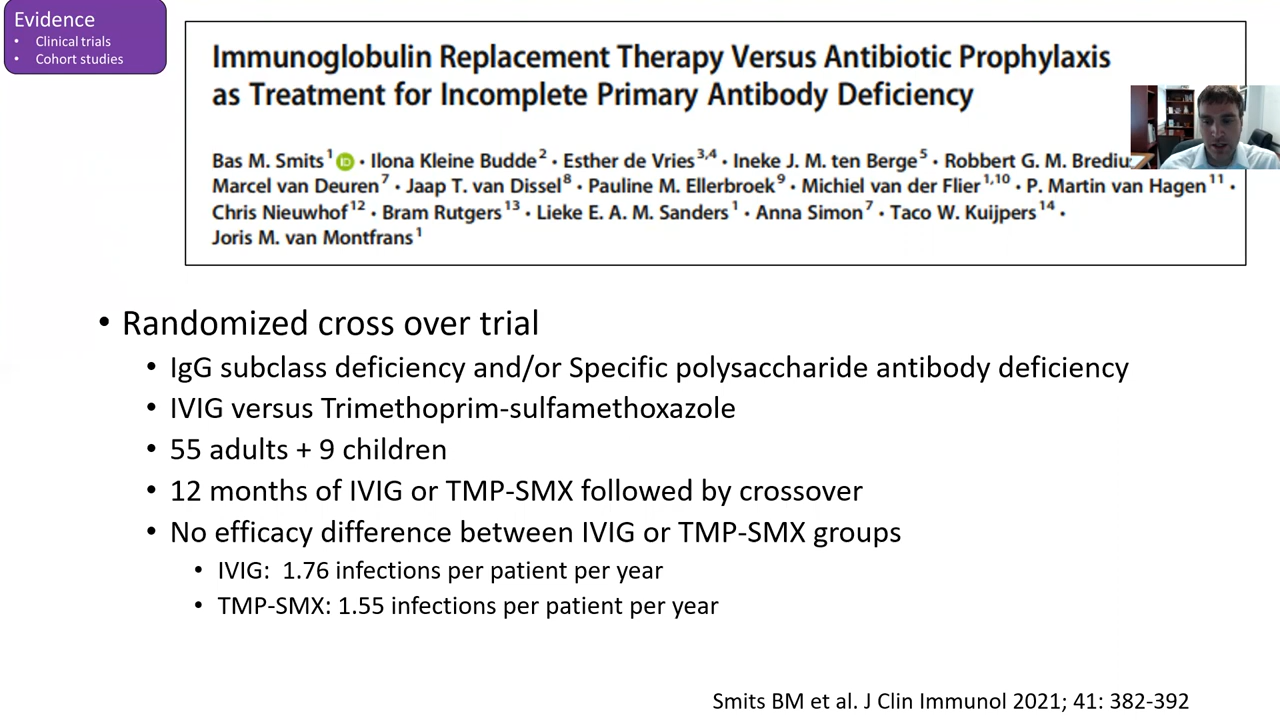 Evidence
• Clinical trials
• Cohort studies
Immunoglobulin Replacement Therapy Versus Antibiotic Prophylaxis
as Treatment for Incomplete Primary Antibody Deficiency
Bas M. Smits 1 · Ilona Kleine Budde 2 · Esther de Vries 3,4 · Ineke J. M. ten Berge 5 · Robbert G. M.
Marcel van Deuren 7 · Jaap T. van Dissel 8 · Pauline M. Ellerbroek 9 · Michiel van der Flier 1,10 · P. Martin van Hagen 11 ·
Chris Nieuwhof 12 · Bram Rutgers 13 · Lieke E. A. M. Sanders 1 · Anna Simon 7 · Taco W. Kuijpers 14 ·
Joris M. van Montfrans 1
• Randomized cross over trial
• IgG subclass deficiency and/or Specific polysaccharide antibody deficiency
• IVIG versus Trimethoprim-sulfamethoxazole
• 55 adults + 9 children
• 12 months of IVIG or TMP-SMX followed by crossover
• No efficacy difference between IVIG or TMP-SMX groups
• IVIG: 1.76 infections per patient per year
• TMP-SMX: 1.55 infections per patient per year
Smits BM et al. J Clin Immunol 2021; 41: 382-392